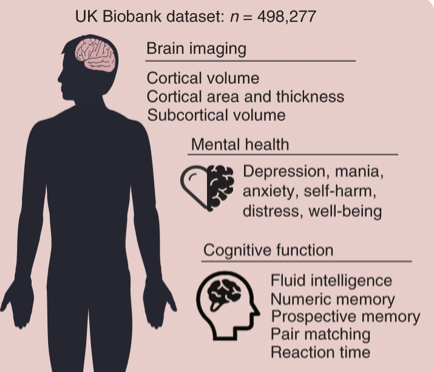 UK Biobank dataset: n = 498,277
Brain imaging
Cortical volume
Cortical area and thickness
Subcortical volume
Mental health
Depression, mania,
anxiety, self-harm,
distress, well-being
Cognitive function
Fluid intelligence
Numeric memory
Prospective memory
Pair matching
Reaction time